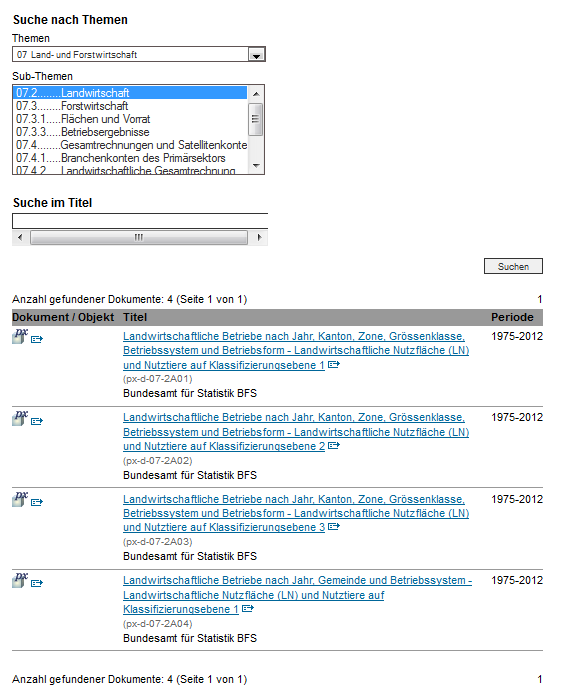 Suche nach Themen
Themen
07 Land- und Forstwirtschaft
Sub-Themen
07.2........Landwirtschaft
07.3.......Forstwirtschaft
07.3.1.....Flächen und Vorrat
07.3.3.....Betriebsergebnisse
07.4........Gesamtrechnungen und Satellitenkonte
07.4.1.....Branchenkonten des Primärsektors
07.4.2.....Landwirtschaftliche Gesamtrechnung
Suche im Titel
Suchen
Anzahl gefundener Dokumente: 4 (Seite 1 von 1) 1
Dokument / Objekt Titel Periode
px Landwirtschaftliche Betriebe nach Jahr, Kanton, Zone, Grössenklasse, 1975-2012
Betriebssystem und Betriebsform - Landwirtschaftliche Nutzfläche (LN)
und Nutztiere auf Klassifizierungsebene 1
(px-d-07-2A01)
Bundesamt für Statistik BFS
px Landwirtschaftliche Betriebe nach Jahr, Kanton, Zone, Grössenklasse, 1975-2012
Betriebssystem und Betriebsform - Landwirtschaftliche Nutzfläche (LN)
und Nutztiere auf Klassifizierungsebene 2
(px-d-07-2A02)
Bundesamt für Statistik BFS
px Landwirtschaftliche Betriebe nach Jahr, Kanton, Zone, Grössenklasse, 1975-2012
Betriebssystem und Betriebsform - Landwirtschaftliche Nutzfläche (LN)
und Nutztiere auf Klassifizierungsebene 3
(px-d-07-2A03)
Bundesamt für Statistik BFS
px Landwirtschaftliche Betriebe nach Jahr, Gemeinde und Betriebssystem - 1975-2012
Landwirtschaftliche Nutzfläche (LN) und Nutztiere auf
Klassifizierungsebene 1
(px-d-07-2A04)
Bundesamt für Statistik BFS
Anzahl gefundener Dokumente: 4 (Seite 1 von 1) 1